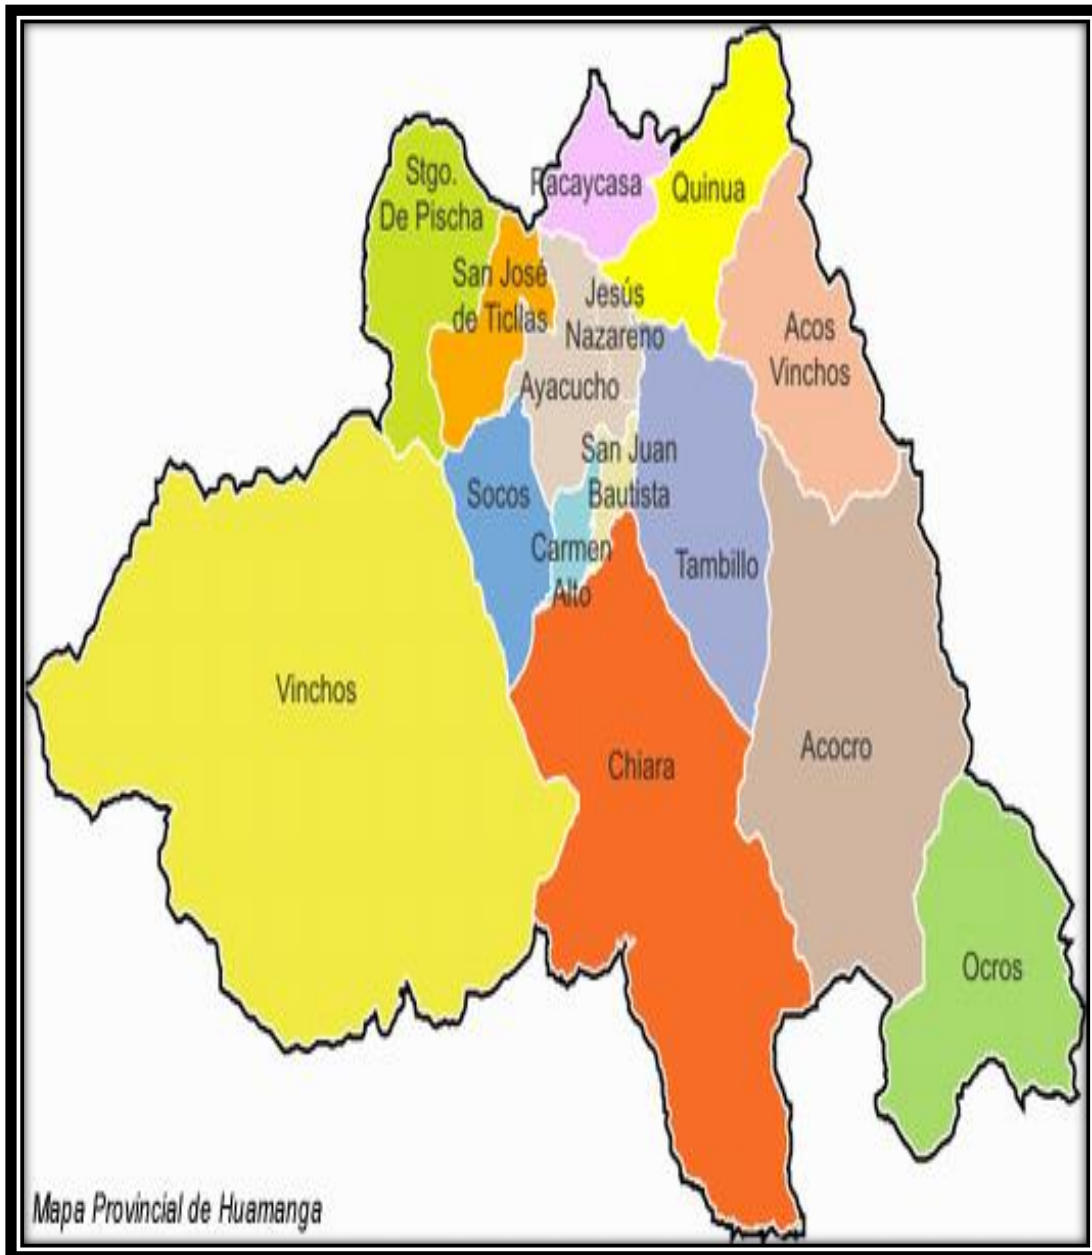 Stgo.
De Pischa
Pacaycasa
Quinua
San José
de Ticllas
Jesús
Nazareno
Acos
Vinchos
Ayacucho
San Juan
Bautista
Socos
Carmen
Alto
Tambillo
Vinchos
Chiara
Acocro
Ocros
Mapa Provincial de Huamanga